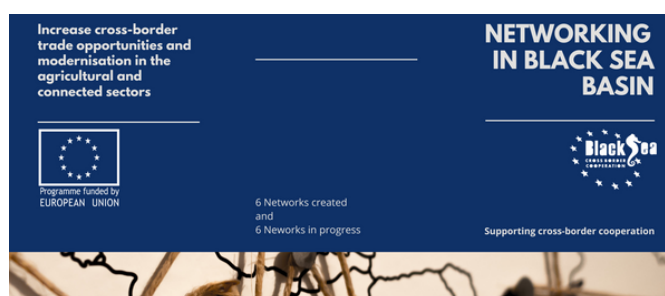 Increase cross-border
trade opportunities and
modernisation in the
agricultural and
connected sectors
Programme funded by
EUROPEAN UNION
6 Networks created
and
6 Neworks in progress
NETWORKING
IN BLACK SEA
BASIN
Black Sea
CROSS BORDER
COOPERATION
Supporting cross-border cooperation